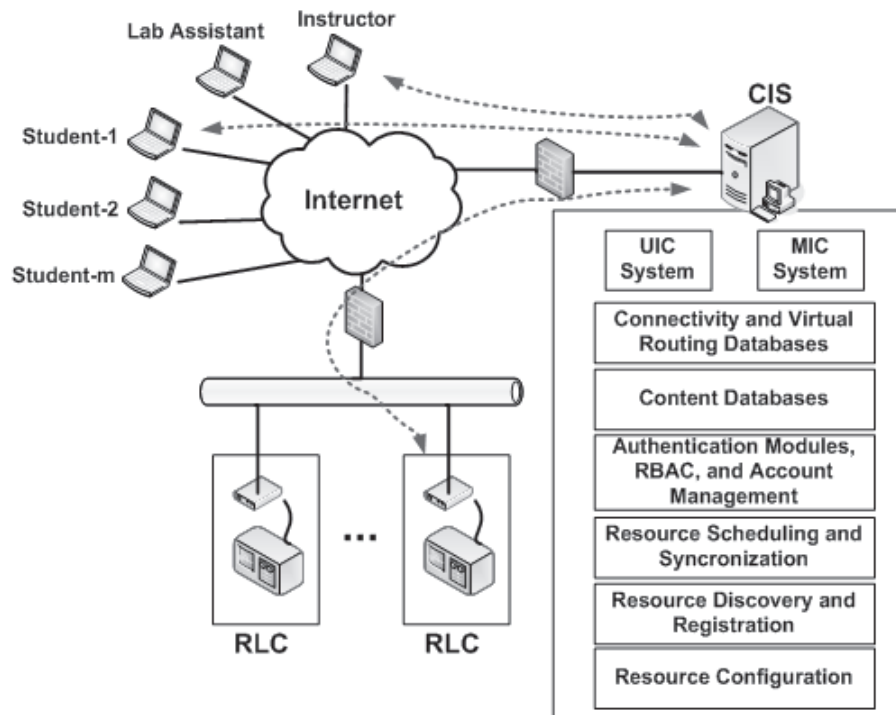 Instructor
Lab Assistant
CIS
Student-1
Student-2
Internet
Student-m
UIC
System
MIC
System
Connectivity and Virtual
Routing Databases
Content Databases
Authentication Modules,
RBAC, and Account
Management
Resource Scheduling and
Syncronization
Resource Discovery and
Registration
Resource Configuration
...
RLC
RLC